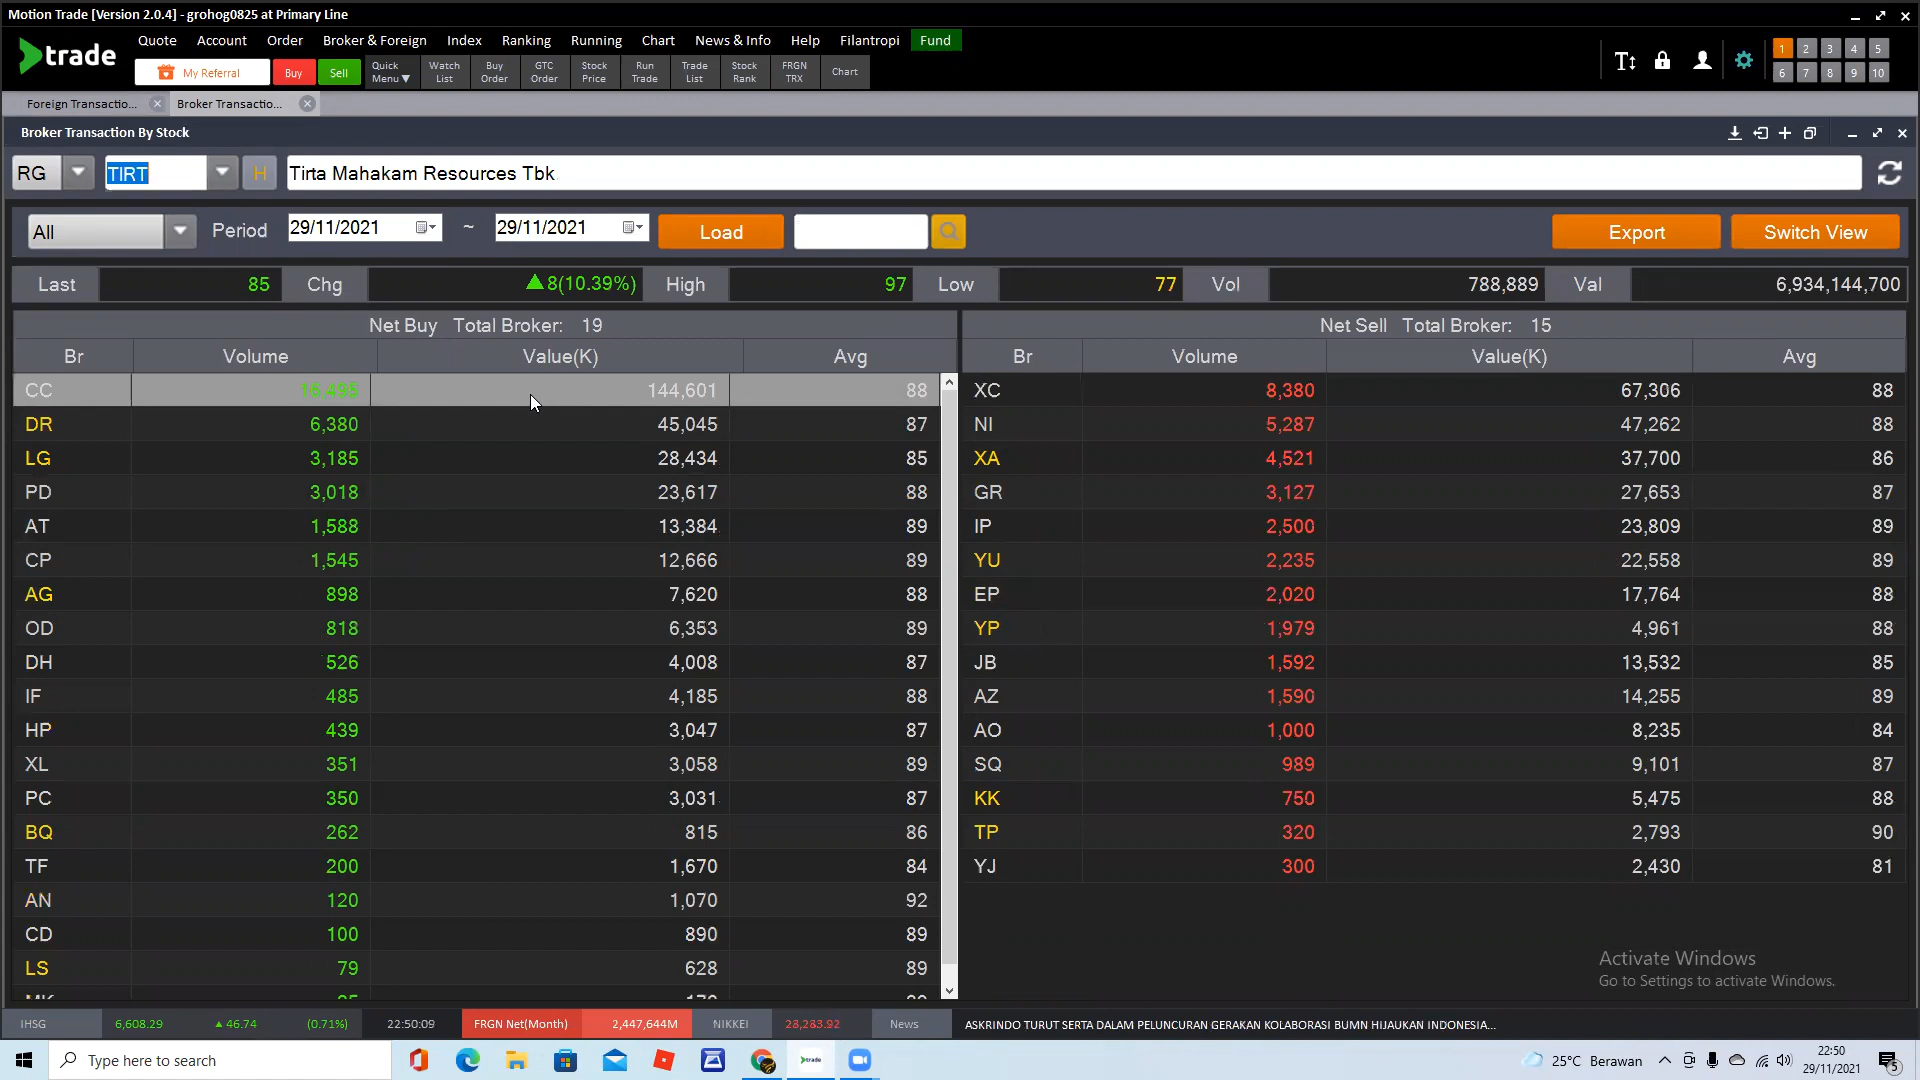 Motion Trade [Version 2.0.4] - grohog0825 at Primary Line
trade
Quote Account Order Broker & Foreign Index Ranking Running Chart News & Info Help Filantropi Fund
My Referral Buy Sell Quick Menu▼ Watch List Buy Order GTC Order Stock Price Run Trade Trade List Stock Rank FRGN TRX Chart
1 2 3 4 5
6 7 8 9 10
Foreign Transactio... Broker Transactio...
Broker Transaction By Stock
RG TIRT H Tirta Mahakam Resources Tbk
All Period 29/11/2021 ~ 29/11/2021 Load Export Switch View
Last 85 Chg ▲8(10.39%) High 97 Low 77 Vol 788,889 Val 6,934,144,700
Net Buy Total Broker: 19 Net Sell Total Broker: 15
Br Volume Value(K) Avg Br Volume Value(K) Avg
CC 16,495 144,601 88 XC 8,380 67,306 88
DR 6,380 45,045 87 NI 5,287 47,262 88
LG 3,185 28,434 85 XA 4,521 37,700 86
PD 3,018 23,617 88 GR 3,127 27,653 87
AT 1,588 13,384 89 IP 2,500 23,809 89
CP 1,545 12,666 89 YU 2,235 22,558 89
AG 898 7,620 88 EP 2,020 17,764 88
OD 818 6,353 89 YP 1,979 4,961 88
DH 526 4,008 87 JB 1,592 13,532 85
IF 485 4,185 88 AZ 1,590 14,255 89
HP 439 3,047 87 AO 1,000 8,235 84
XL 351 3,058 89 SQ 989 9,101 87
PC 350 3,031 87 KK 750 5,475 88
BQ 262 815 86 TP 320 2,793 90
TF 200 1,670 84 YJ 300 2,430 81
AN 120 1,070 92
CD 100 890 89
LS 79 628 89
Activate Windows
Go to Settings to activate Windows.
IHSG 6,608.29 ▲ 46.74 (0.71%) 22:50:09 FRGN Net(Month) 2,447,644M NIKKEI 28,283.92 News ASKRINDO TURUT SERTA DALAM PELUNCURAN GERAKAN KOLABORASI BUMN HIJAUKAN INDONESIA...
Type here to search trade 25°C Berawan 22:50
29/11/2021 5